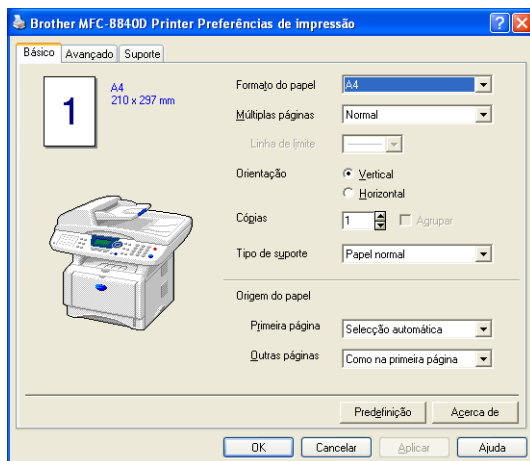 Brother MFC-8840D Printer Preferências de impressão
Básico Avançado Suporte
1
A4
210 x 297 mm
Formato do papel A4
Múltiplas páginas Normal
Linha de limite
Orientação Vertical
Horizontal
Cópias 1 Agrupar
Tipo de suporte Papel normal
Origem do papel
Primeira página Selecção automática
Outras páginas Como na primeira página
Predefinição Acerca de
OK Cancelar Aplicar Ajuda